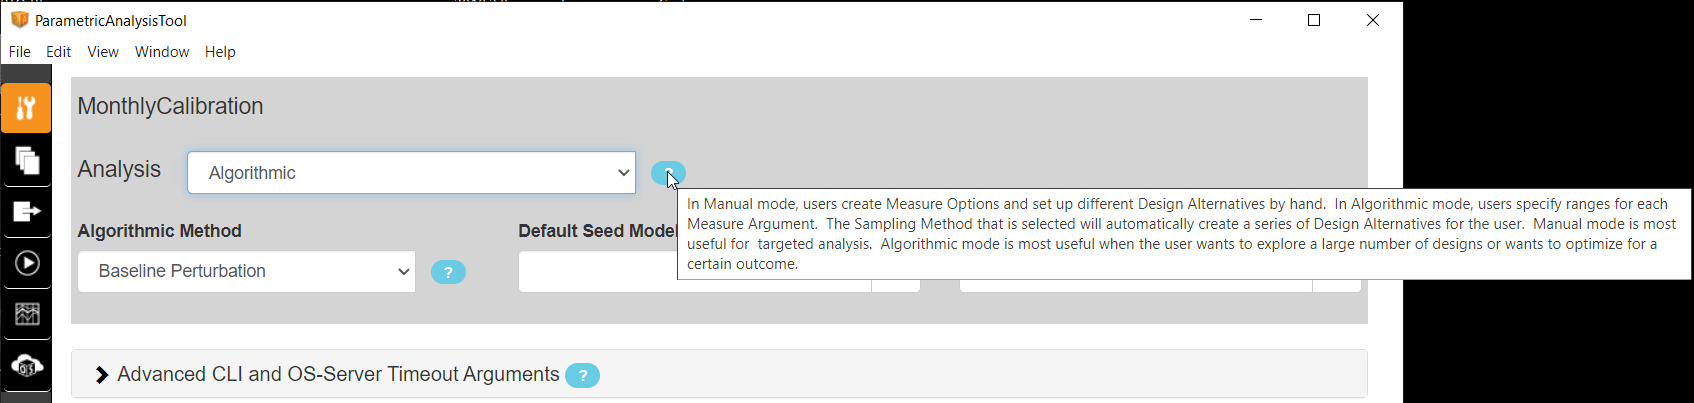 ParametricAnalysisTool
File Edit View Window Help
MonthlyCalibration
Analysis Algorithmic ?
In Manual mode, users create Measure Options and set up different Design Alternatives by hand. In Algorithmic mode, users specify ranges for each
Measure Argument. The Sampling Method that is selected will automatically create a series of Design Alternatives for the user. Manual mode is most
useful for targeted analysis. Algorithmic mode is most useful when the user wants to explore a large number of designs or wants to optimize for a
certain outcome.
Algorithmic Method Default Seed Model
Baseline Perturbation ?
Advanced CLI and OS-Server Timeout Arguments ?